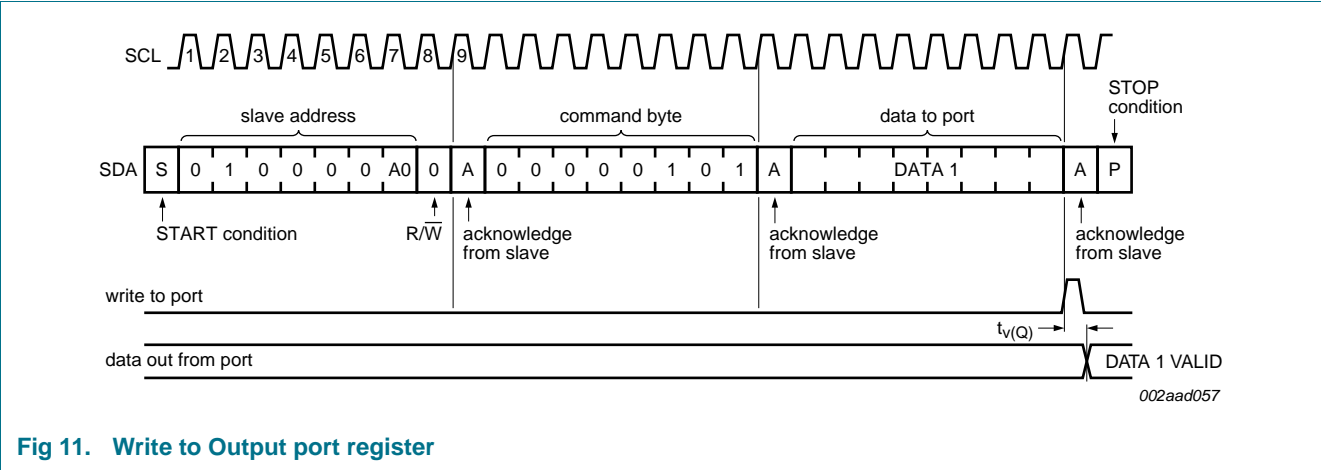 SCL 1 2 3 4 5 6 7 8 9
STOP
condition
slave address command byte data to port
SDA S 0 1 0 0 0 0 A0 0 A 0 0 0 0 0 1 0 1 A DATA 1 A P
START condition R/W̅ acknowledge acknowledge acknowledge
from slave from slave from slave
write to port
tv(Q)
data out from port DATA 1 VALID
002aad057
Fig 11. Write to Output port register